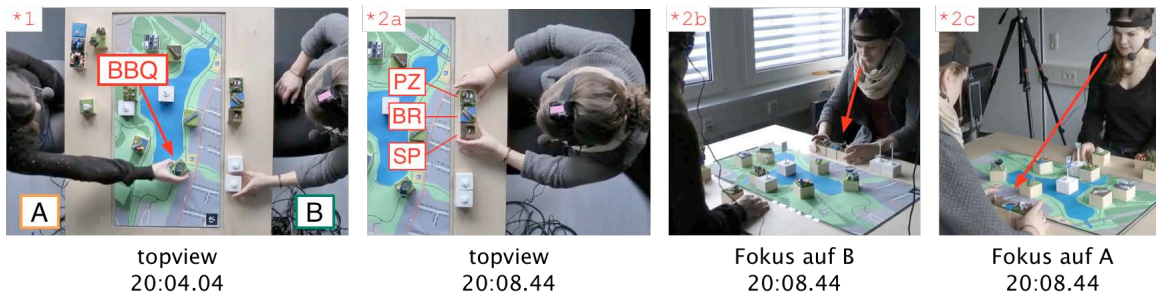 *1
BBQ
A
B
*2a
PZ
BR
SP
*2b
*2c
topview
20:04.04
topview
20:08.44
Fokus auf B
20:08.44
Fokus auf A
20:08.44